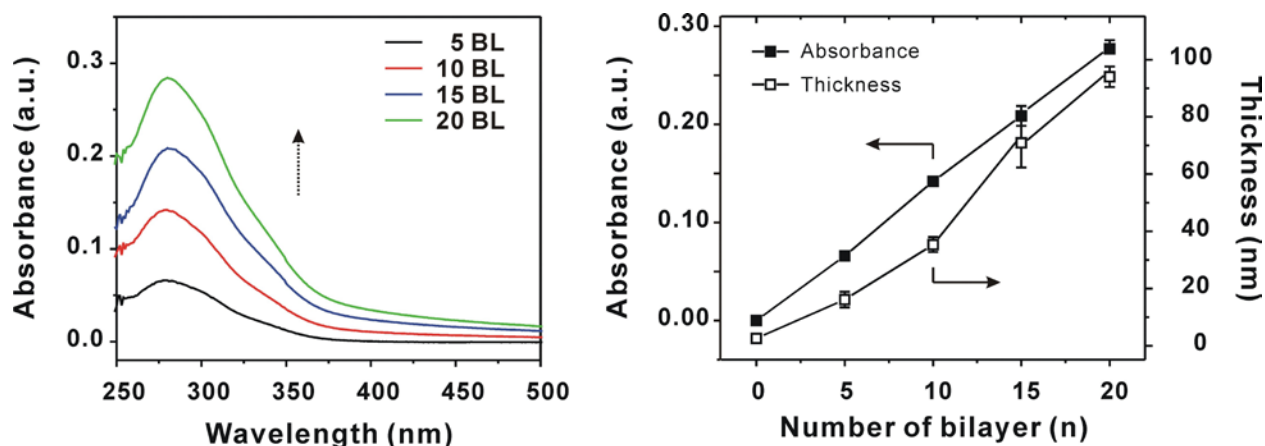 Absorbance (a.u.)
0.3
0.2
0.1
0.0
5 BL
10 BL
15 BL
20 BL
250 300 350 400 450 500
Wavelength (nm)
Absorbance (a.u.)
0.30
0.20
0.10
0.00
Absorbance
Thickness
100
80
60
40
20
0
Thickness (nm)
0 5 10 15 20
Number of bilayer (n)